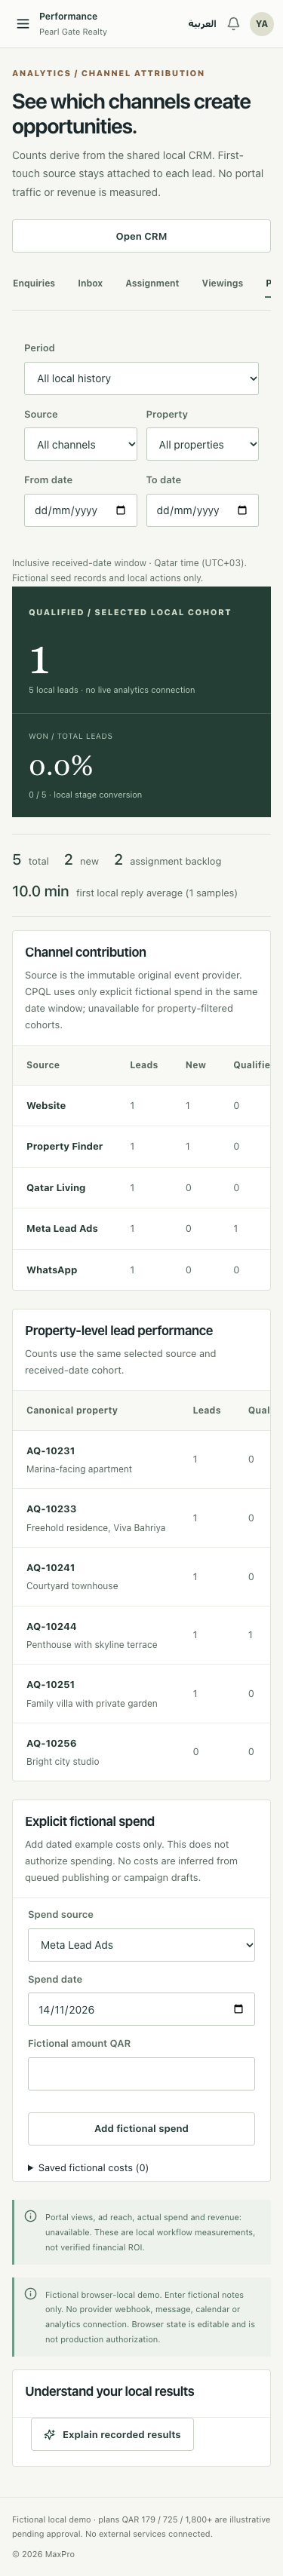 Performance
Pearl Gate Realty
العربية
YA
ANALYTICS / CHANNEL ATTRIBUTION
See which channels create
opportunities.
Counts derive from the shared local CRM. First-
touch source stays attached to each lead. No portal
traffic or revenue is measured.
Open CRM
Enquiries Inbox Assignment Viewings P
Period
All local history
Source Property
All channels All properties
From date To date
dd/mm/yyyy dd/mm/yyyy
Inclusive received-date window · Qatar time (UTC+03).
Fictional seed records and local actions only.
QUALIFIED / SELECTED LOCAL COHORT
1
5 local leads · no live analytics connection
WON / TOTAL LEADS
0.0%
0 / 5 · local stage conversion
5 total 2 new 2 assignment backlog
10.0 min first local reply average (1 samples)
Channel contribution
Source is the immutable original event provider.
CPQL uses only explicit fictional spend in the same
date window; unavailable for property-filtered
cohorts.
Source Leads New Qualifie
Website 1 1 0
Property Finder 1 1 0
Qatar Living 1 0 0
Meta Lead Ads 1 0 1
WhatsApp 1 0 0
Property-level lead performance
Counts use the same selected source and
received-date cohort.
Canonical property Leads Qual
AQ-10231
Marina-facing apartment
1 0
AQ-10233
Freehold residence, Viva Bahriya
1 0
AQ-10241
Courtyard townhouse
1 0
AQ-10244
Penthouse with skyline terrace
1 1
AQ-10251
Family villa with private garden
1 0
AQ-10256
Bright city studio
0 0
Explicit fictional spend
Add dated example costs only. This does not
authorize spending. No costs are inferred from
queued publishing or campaign drafts.
Spend source
Meta Lead Ads
Spend date
14/11/2026
Fictional amount QAR
Add fictional spend
Saved fictional costs (0)
Portal views, ad reach, actual spend and revenue:
unavailable. These are local workflow measurements,
not verified financial ROI.
Fictional browser-local demo. Enter fictional notes
only. No provider webhook, message, calendar or
analytics connection. Browser state is editable and is
not production authorization.
Understand your local results
Explain recorded results
Fictional local demo · plans QAR 179 / 725 / 1,800+ are illustrative
pending approval. No external services connected.
© 2026 MaxPro